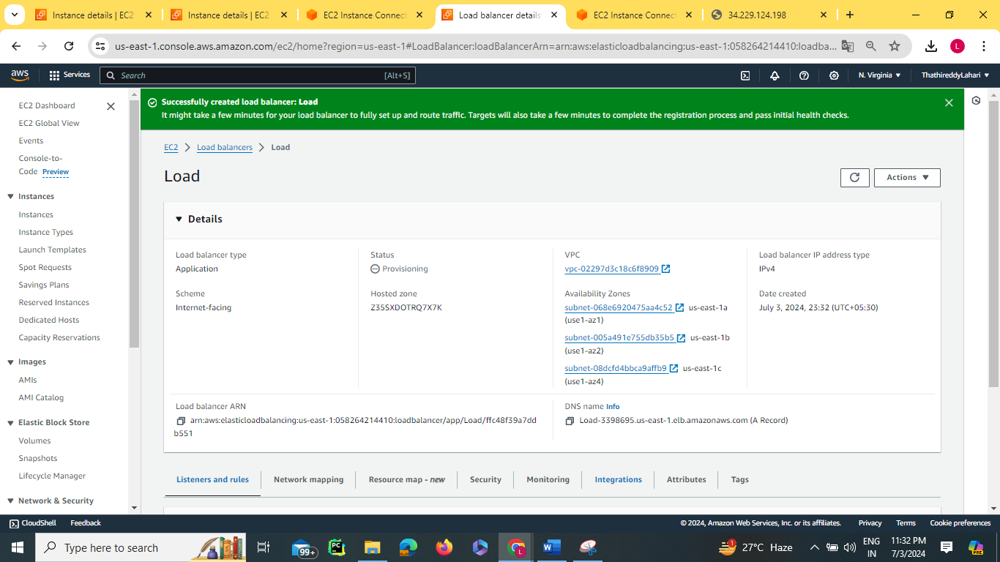 Instance details | EC2
Instance details | EC2
EC2 Instance Connect
Load balancer details
EC2 Instance Connect
34.229.124.198
us-east-1.console.aws.amazon.com/ec2/home?region=us-east-1#LoadBalancer:loadBalancerArn=arn:aws:elasticloadbalancing:us-east-1:058264214410:loadba...
L
aws
Services
Search
[Alt+S]
N. Virginia
ThathireddyLahari
EC2 Dashboard
EC2 Global View
Events
Console-to-
Code Preview
Instances
Instances
Instance Types
Launch Templates
Spot Requests
Savings Plans
Reserved Instances
Dedicated Hosts
Capacity Reservations
Images
AMIs
AMI Catalog
Elastic Block Store
Volumes
Snapshots
Lifecycle Manager
Network & Security
Successfully created load balancer: Load
It might take a few minutes for your load balancer to fully set up and route traffic. Targets will also take a few minutes to complete the registration process and pass initial health checks.
EC2 > Load balancers > Load
Load
Actions
Details
Load balancer type
Application
Status
Provisioning
VPC
vpc-02297d3c18c6f8909
Load balancer IP address type
IPv4
Scheme
Internet-facing
Hosted zone
Z35SXDOTRQ7X7K
Availability Zones
subnet-068e6920475aa4c52 us-east-1a
(use1-az1)
subnet-005a491e755db35b5 us-east-1b
(use1-az2)
subnet-08dcfd4bbca9affb9 us-east-1c
(use1-az4)
Date created
July 3, 2024, 23:32 (UTC+05:30)
Load balancer ARN
arn:aws:elasticloadbalancing:us-east-1:058264214410:loadbalancer/app/Load/ffc48f39a7dd
b551
DNS name Info
Load-3398695.us-east-1.elb.amazonaws.com (A Record)
Listeners and rules
Network mapping
Resource map - new
Security
Monitoring
Integrations
Attributes
Tags
CloudShell
Feedback
© 2024, Amazon Web Services, Inc. or its affiliates.
Privacy
Terms
Cookie preferences
Type here to search
99+
PC
L
W
27°C Haze
ENG
IN
11:32 PM
7/3/2024
PRE